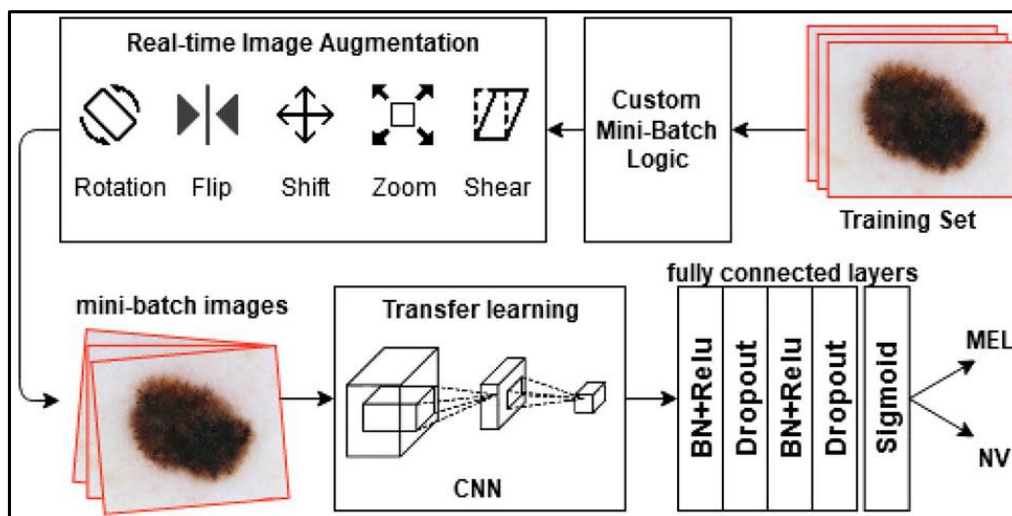 Real-time Image Augmentation
Rotation
Flip
Shift
Zoom
Shear
Custom
Mini-Batch
Logic
Training Set
mini-batch images
Transfer learning
CNN
fully connected layers
BN+Relu
Dropout
BN+Relu
Dropout
Sigmoid
MEL
NV